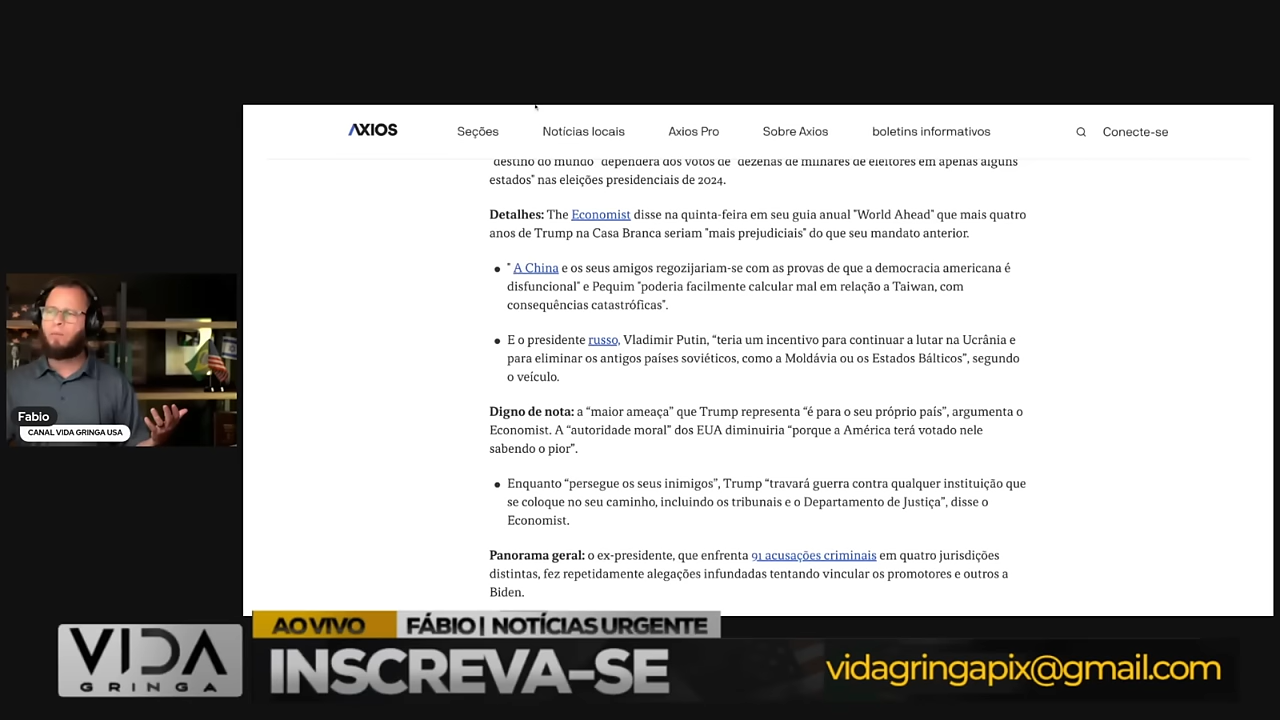 AXIOS
Seções
Notícias locais
Axios Pro
Sobre Axios
boletins informativos
Conecte-se
"destino do mundo" dependerá dos votos de "dezenas de milhares de eleitores em apenas alguns
estados" nas eleições presidenciais de 2024.
Detalhes: The Economist disse na quinta-feira em seu guia anual "World Ahead" que mais quatro
anos de Trump na Casa Branca seriam "mais prejudiciais" do que seu mandato anterior.
" A China e os seus amigos regozijariam-se com as provas de que a democracia americana é
disfuncional" e Pequim "poderia facilmente calcular mal em relação a Taiwan, com
consequências catastróficas".
E o presidente russo, Vladimir Putin, “teria um incentivo para continuar a lutar na Ucrânia e
para eliminar os antigos países soviéticos, como a Moldávia ou os Estados Bálticos”, segundo
o veículo.
Digno de nota: a “maior ameaça” que Trump representa “é para o seu próprio país”, argumenta o
Economist. A “autoridade moral” dos EUA diminuiria “porque a América terá votado nele
sabendo o pior”.
Enquanto “persegue os seus inimigos”, Trump “travará guerra contra qualquer instituição que
se coloque no seu caminho, incluindo os tribunais e o Departamento de Justiça”, disse o
Economist.
Panorama geral: o ex-presidente, que enfrenta 91 acusações criminais em quatro jurisdições
distintas, fez repetidamente alegações infundadas tentando vincular os promotores e outros a
Biden.
Fabio
CANAL VIDA GRINGA USA
AO VIVO
FÁBIO | NOTÍCIAS URGENTE
VIDA
GRINGA
INSCREVA-SE
vidagringapix@gmail.com